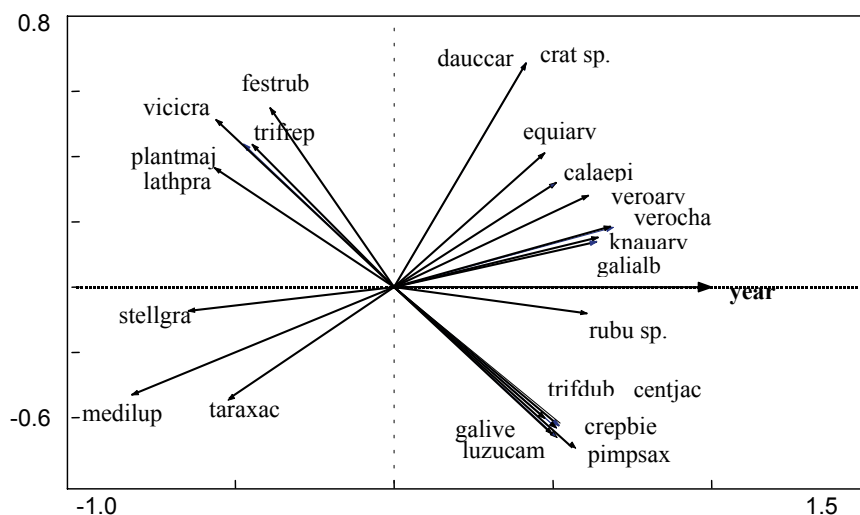 0.8
dauccar crat sp.
festrub
vicicra
trifrep
equiarv
plantmaj
calaepi
lathpra
veroarv
verocha
knauarv
galialb
year
stellgra
rubu sp.
trifdub centjac
medilup
taraxac
-0.6
galive
crepbie
luzucam
pimpsax
-1.0
1.5